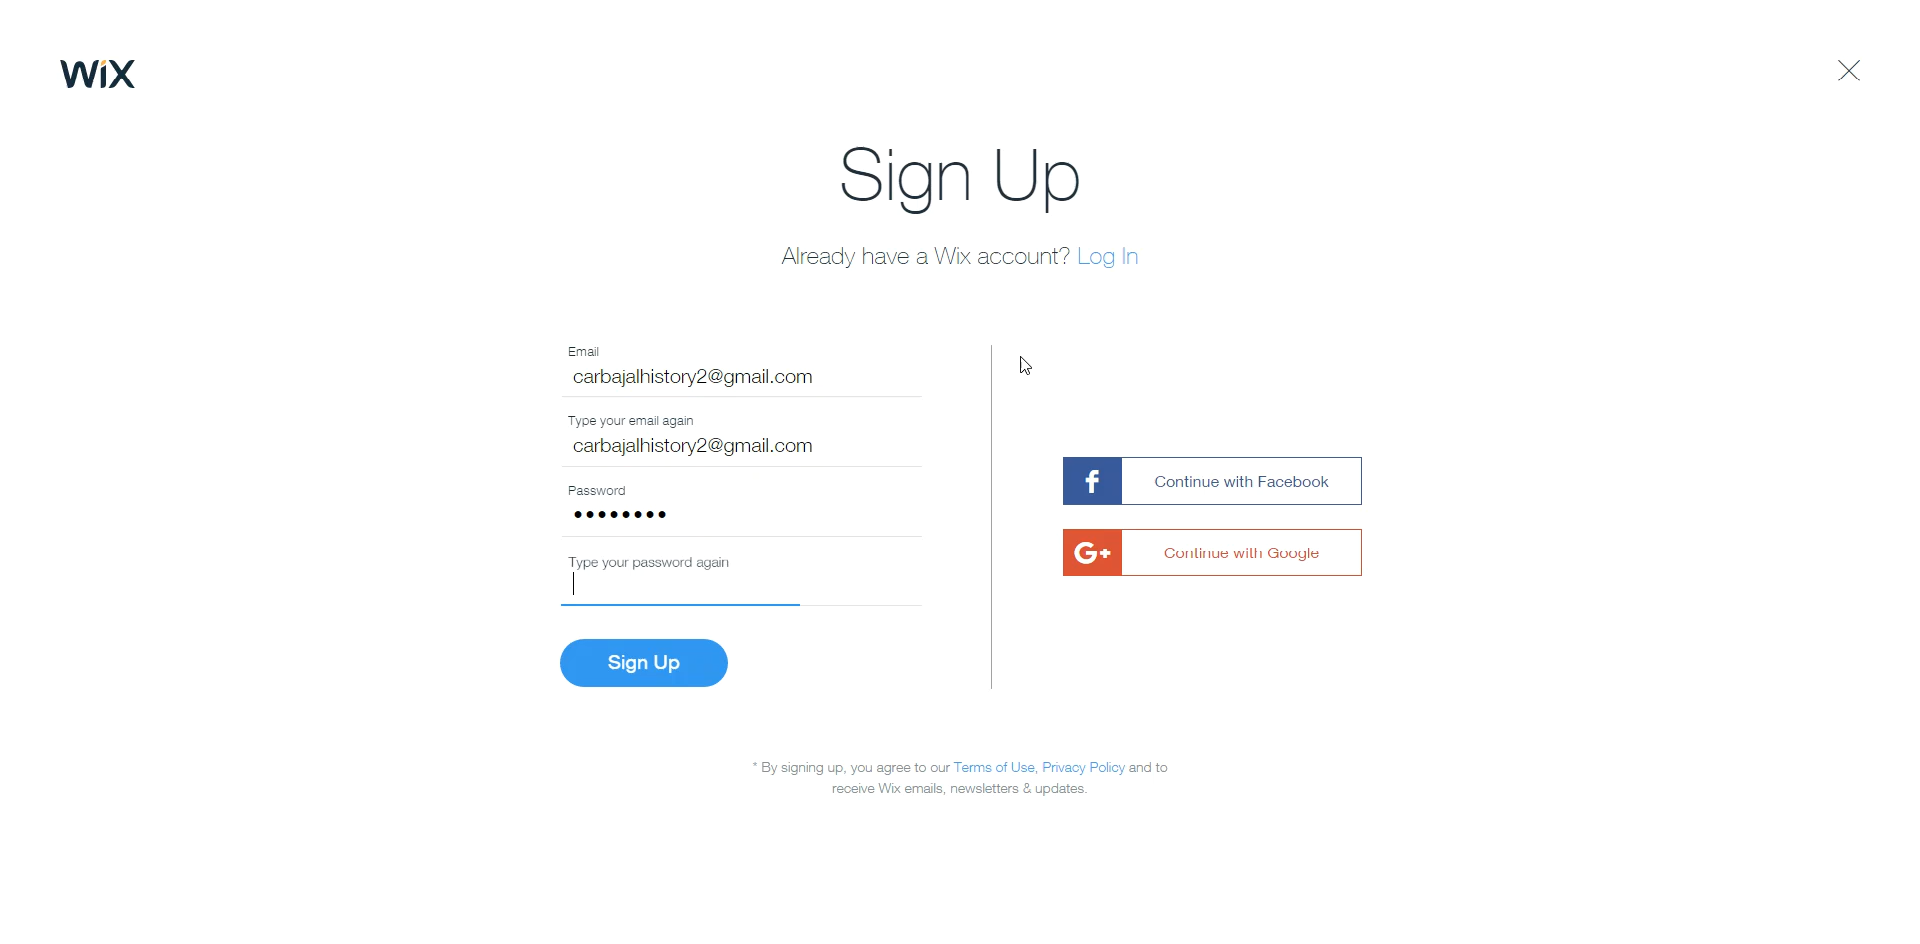 WiX
Sign Up
Already have a Wix account? Log In
Email
carbajalhistory2@gmail.com
Type your email again
carbajalhistory2@gmail.com
Password
••••••••
Type your password again
Sign Up
f Continue with Facebook
G+ Continue with Google
* By signing up, you agree to our Terms of Use, Privacy Policy and to
receive Wix emails, newsletters & updates.